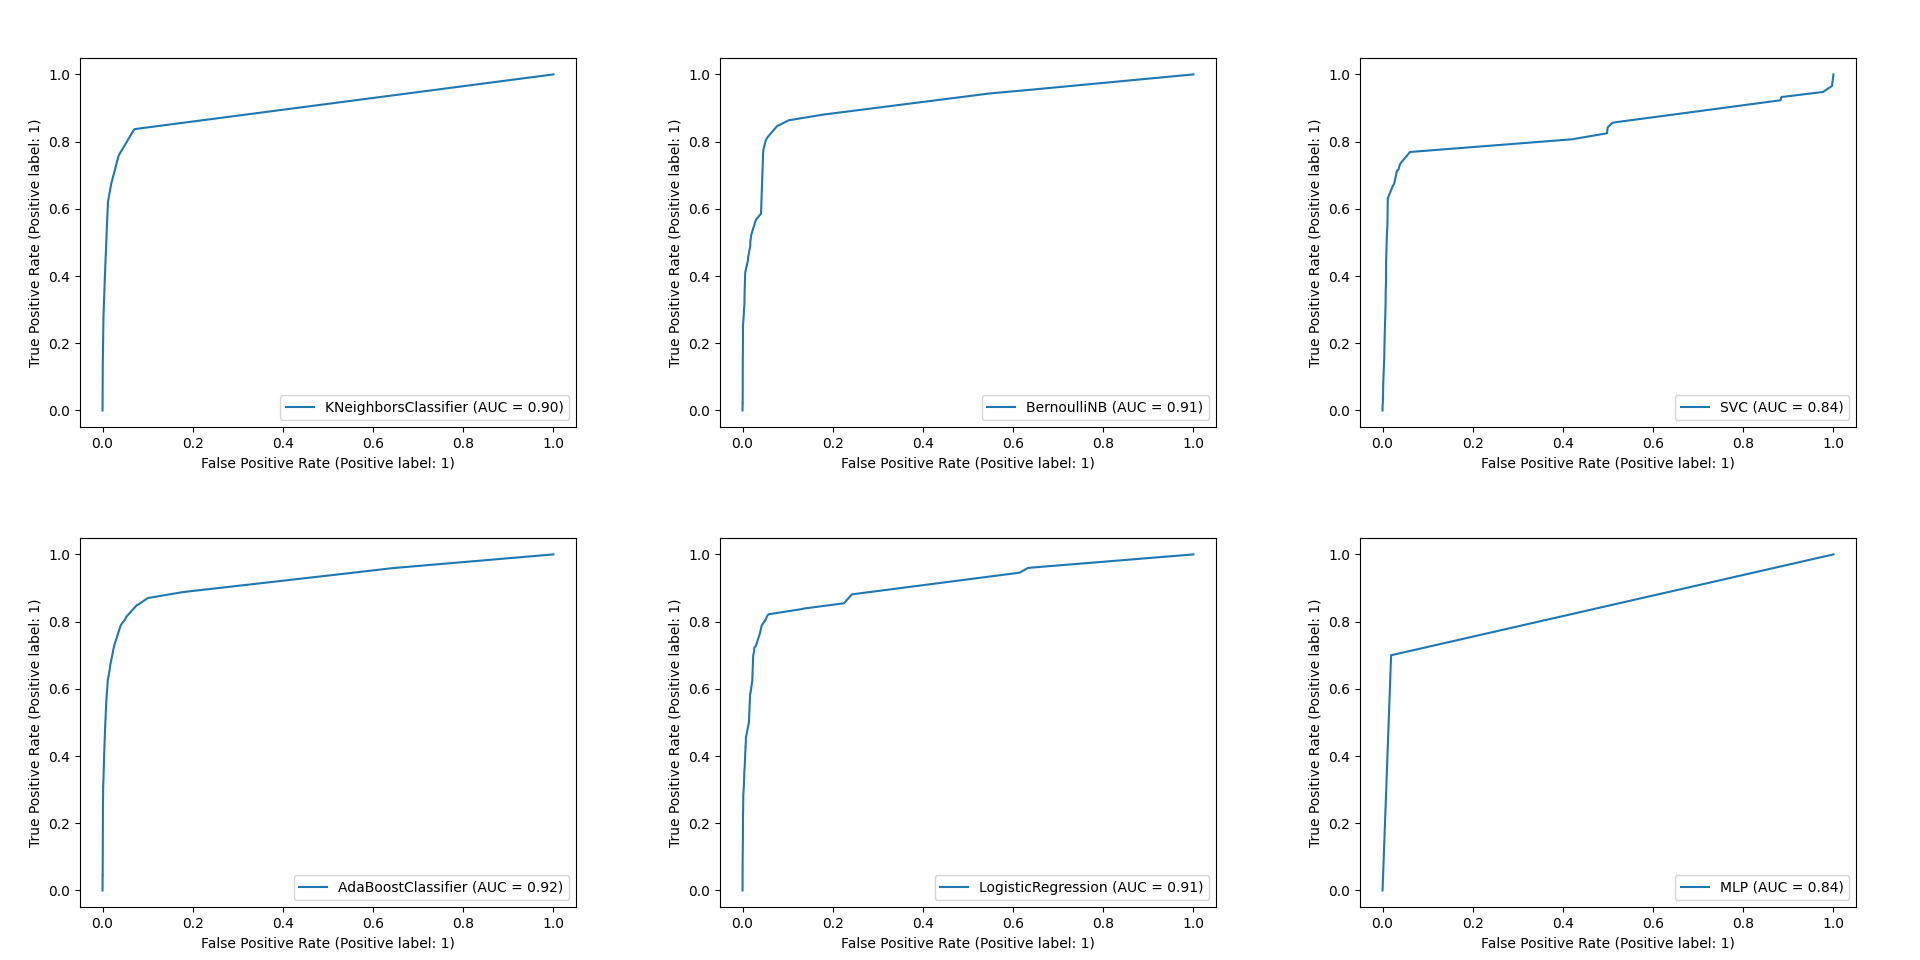 True Positive Rate (Positive label: 1)
1.0
0.8
0.6
0.4
0.2
0.0
KNeighborsClassifier (AUC = 0.90)
0.0 0.2 0.4 0.6 0.8 1.0
False Positive Rate (Positive label: 1)
True Positive Rate (Positive label: 1)
1.0
0.8
0.6
0.4
0.2
0.0
BernoulliNB (AUC = 0.91)
0.0 0.2 0.4 0.6 0.8 1.0
False Positive Rate (Positive label: 1)
True Positive Rate (Positive label: 1)
1.0
0.8
0.6
0.4
0.2
0.0
SVC (AUC = 0.84)
0.0 0.2 0.4 0.6 0.8 1.0
False Positive Rate (Positive label: 1)
True Positive Rate (Positive label: 1)
1.0
0.8
0.6
0.4
0.2
0.0
AdaBoostClassifier (AUC = 0.92)
0.0 0.2 0.4 0.6 0.8 1.0
False Positive Rate (Positive label: 1)
True Positive Rate (Positive label: 1)
1.0
0.8
0.6
0.4
0.2
0.0
LogisticRegression (AUC = 0.91)
0.0 0.2 0.4 0.6 0.8 1.0
False Positive Rate (Positive label: 1)
True Positive Rate (Positive label: 1)
1.0
0.8
0.6
0.4
0.2
0.0
MLP (AUC = 0.84)
0.0 0.2 0.4 0.6 0.8 1.0
False Positive Rate (Positive label: 1)